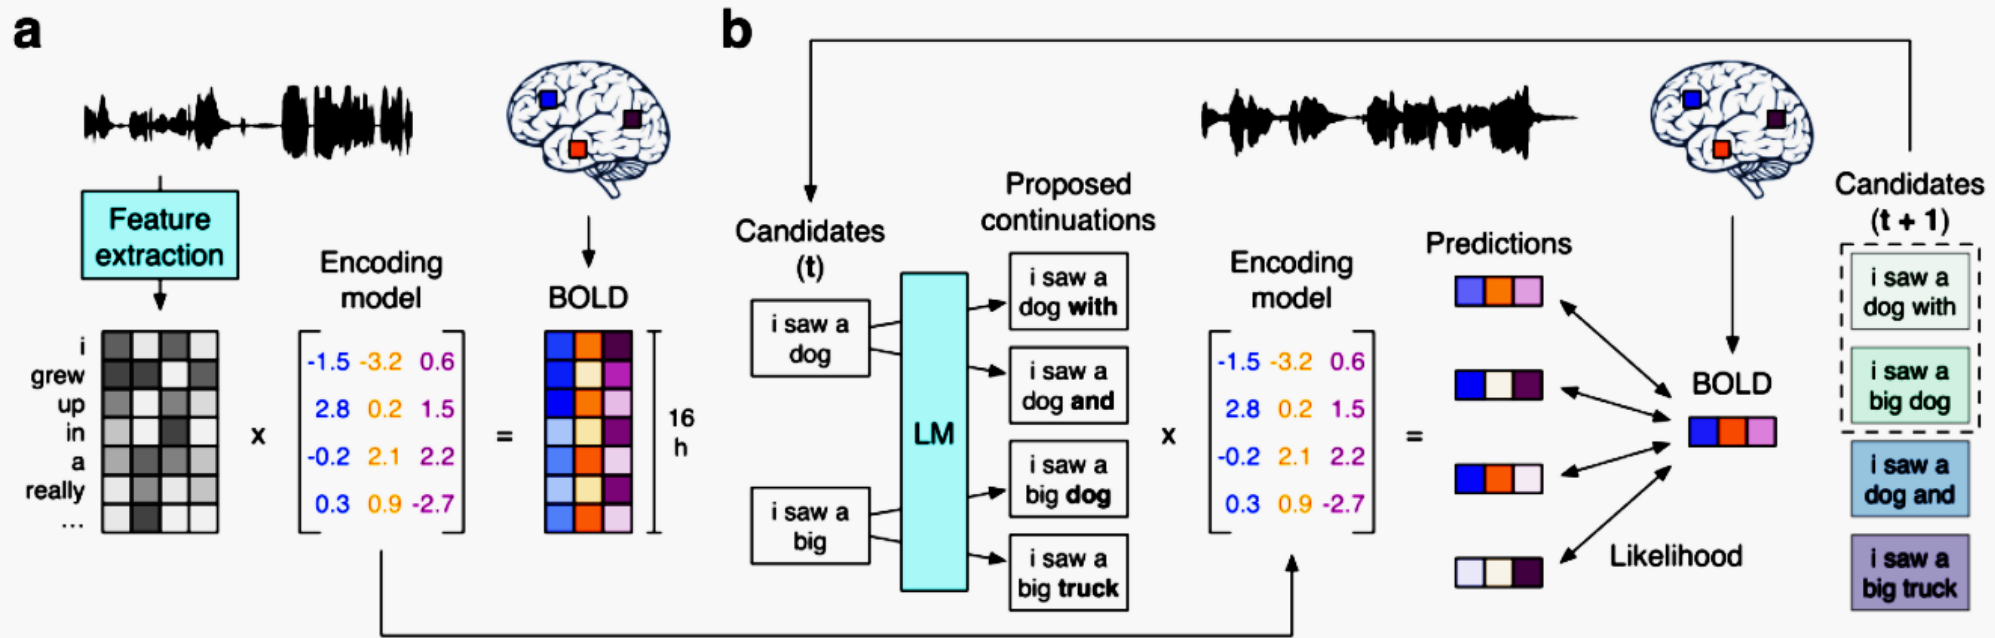 a
Feature
extraction
i
grew
up
in
a
really
...
x
Encoding
model
-1.5 -3.2 0.6
2.8 0.2 1.5
-0.2 2.1 2.2
0.3 0.9 -2.7
=
BOLD
16
h
b
Candidates
(t)
i saw a
dog
i saw a
big
LM
Proposed
continuations
i saw a
dog with
i saw a
dog and
i saw a
big dog
i saw a
big truck
x
Encoding
model
-1.5 -3.2 0.6
2.8 0.2 1.5
-0.2 2.1 2.2
0.3 0.9 -2.7
=
Predictions
BOLD
Likelihood
Candidates
(t + 1)
i saw a
dog with
i saw a
big dog
i saw a
dog and
i saw a
big truck